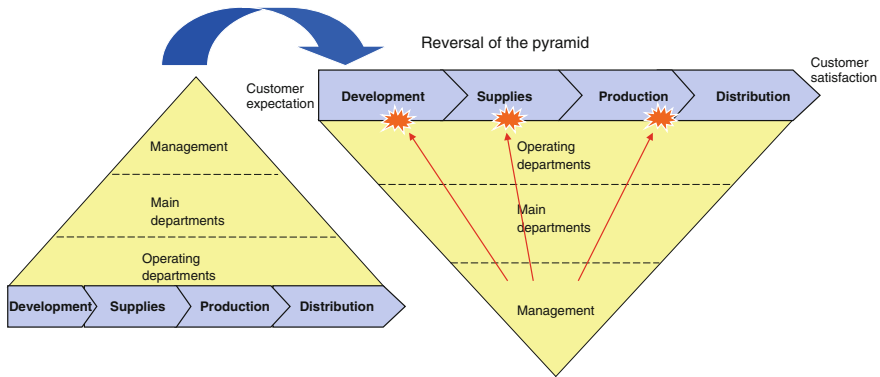 Reversal of the pyramid
Customer
expectation
Customer
satisfaction
Development
Supplies
Production
Distribution
Operating
departments
Main
departments
Management
Management
Main
departments
Operating
departments
Development
Supplies
Production
Distribution